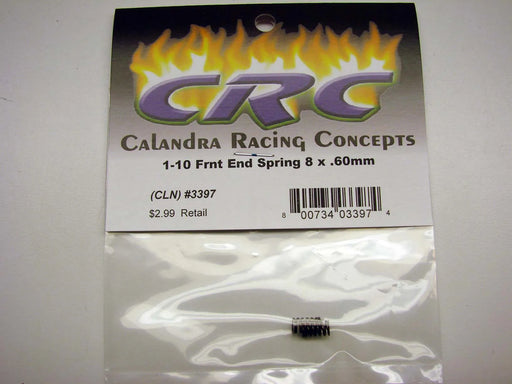 CRC
Calandra Racing Concepts
1-10 Frnt End Spring 8 x .60mm
(CLN) #3397
$2.99 Retail
8 00734 03397 4